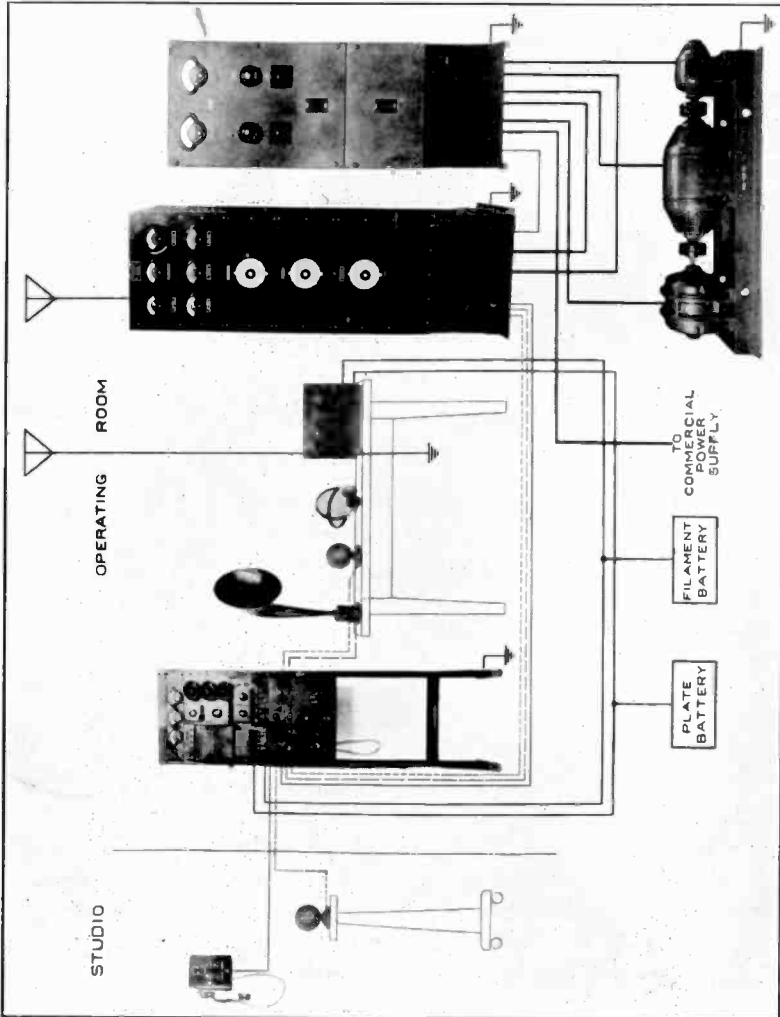 STUDIO
OPERATING ROOM
PLATE
BATTERY
FILAMENT
BATTERY
TO
COMMERCIAL
POWER
SUPPLY